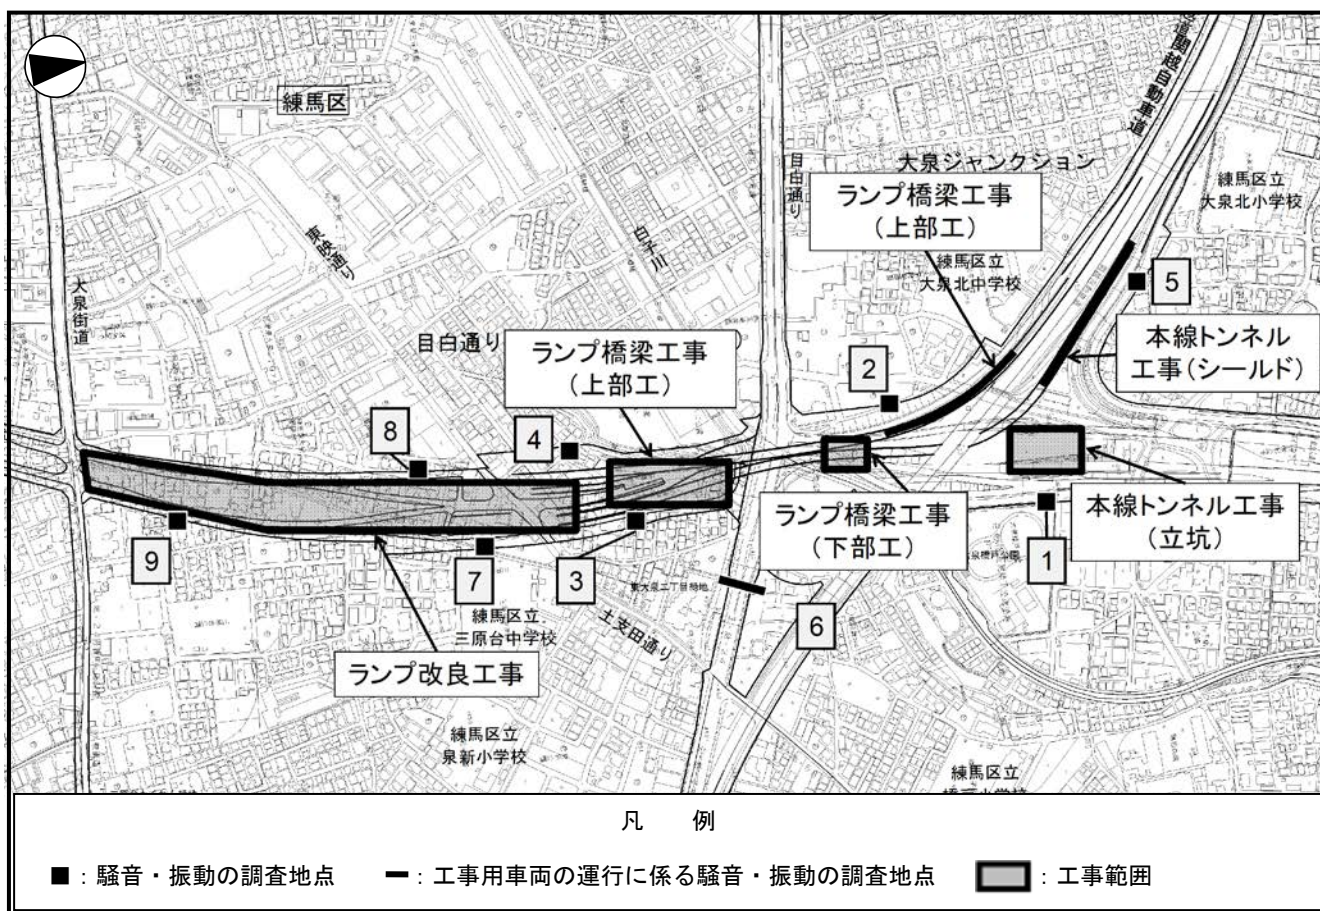 練馬区
東映通り
白子川
目白通り
大泉街道
目白通り
大泉ジャンクション
ランプ橋梁工事
(上部工)
練馬区立
大泉北中学校
関越自動車道
練馬区立
大泉北小学校
5
本線トンネル
工事(シールド)
2
ランプ橋梁工事
(上部工)
8
4
9
7
3
ランプ橋梁工事
(下部工)
1
本線トンネル工事
(立坑)
6
練馬区立
三原台中学校
土支田通り
ランプ改良工事
練馬区立
泉新小学校
練馬区立
凡 例
■:騒音・振動の調査地点
━:工事用車両の運行に係る騒音・振動の調査地点
:工事範囲